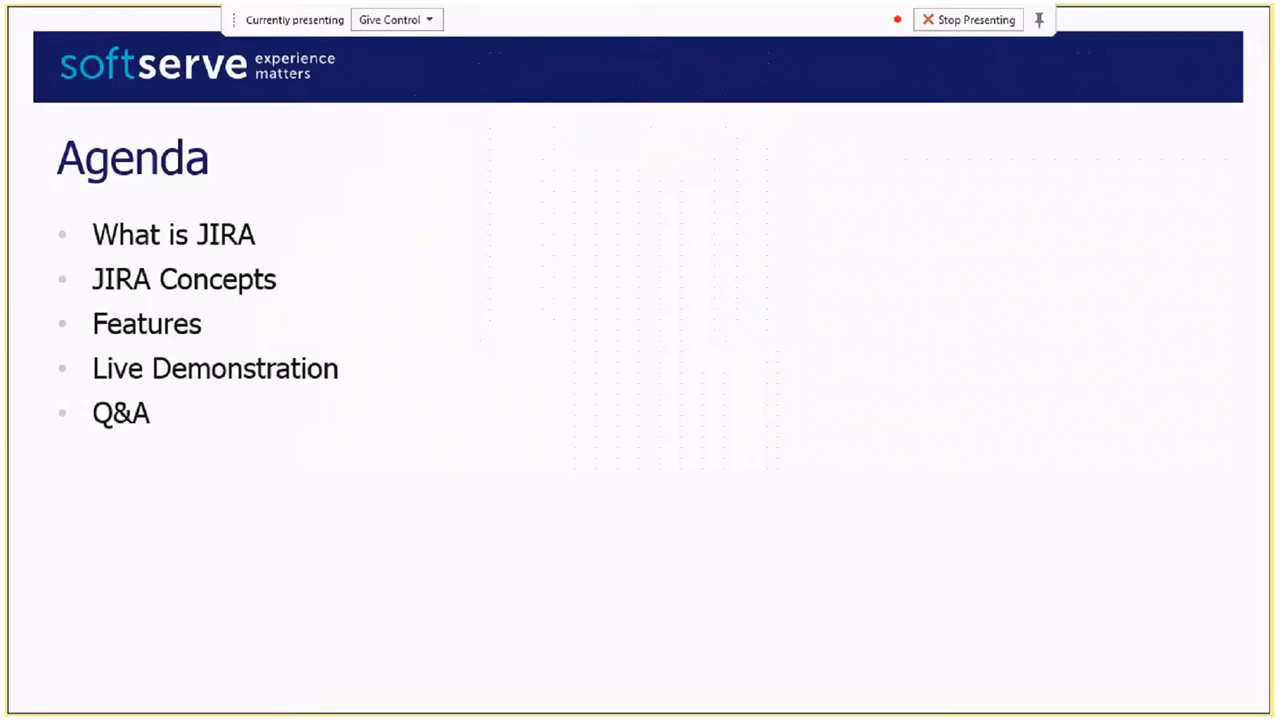 Currently presenting Give Control Stop Presenting
softserve experience
matters
Agenda
What is JIRA
JIRA Concepts
Features
Live Demonstration
Q&A